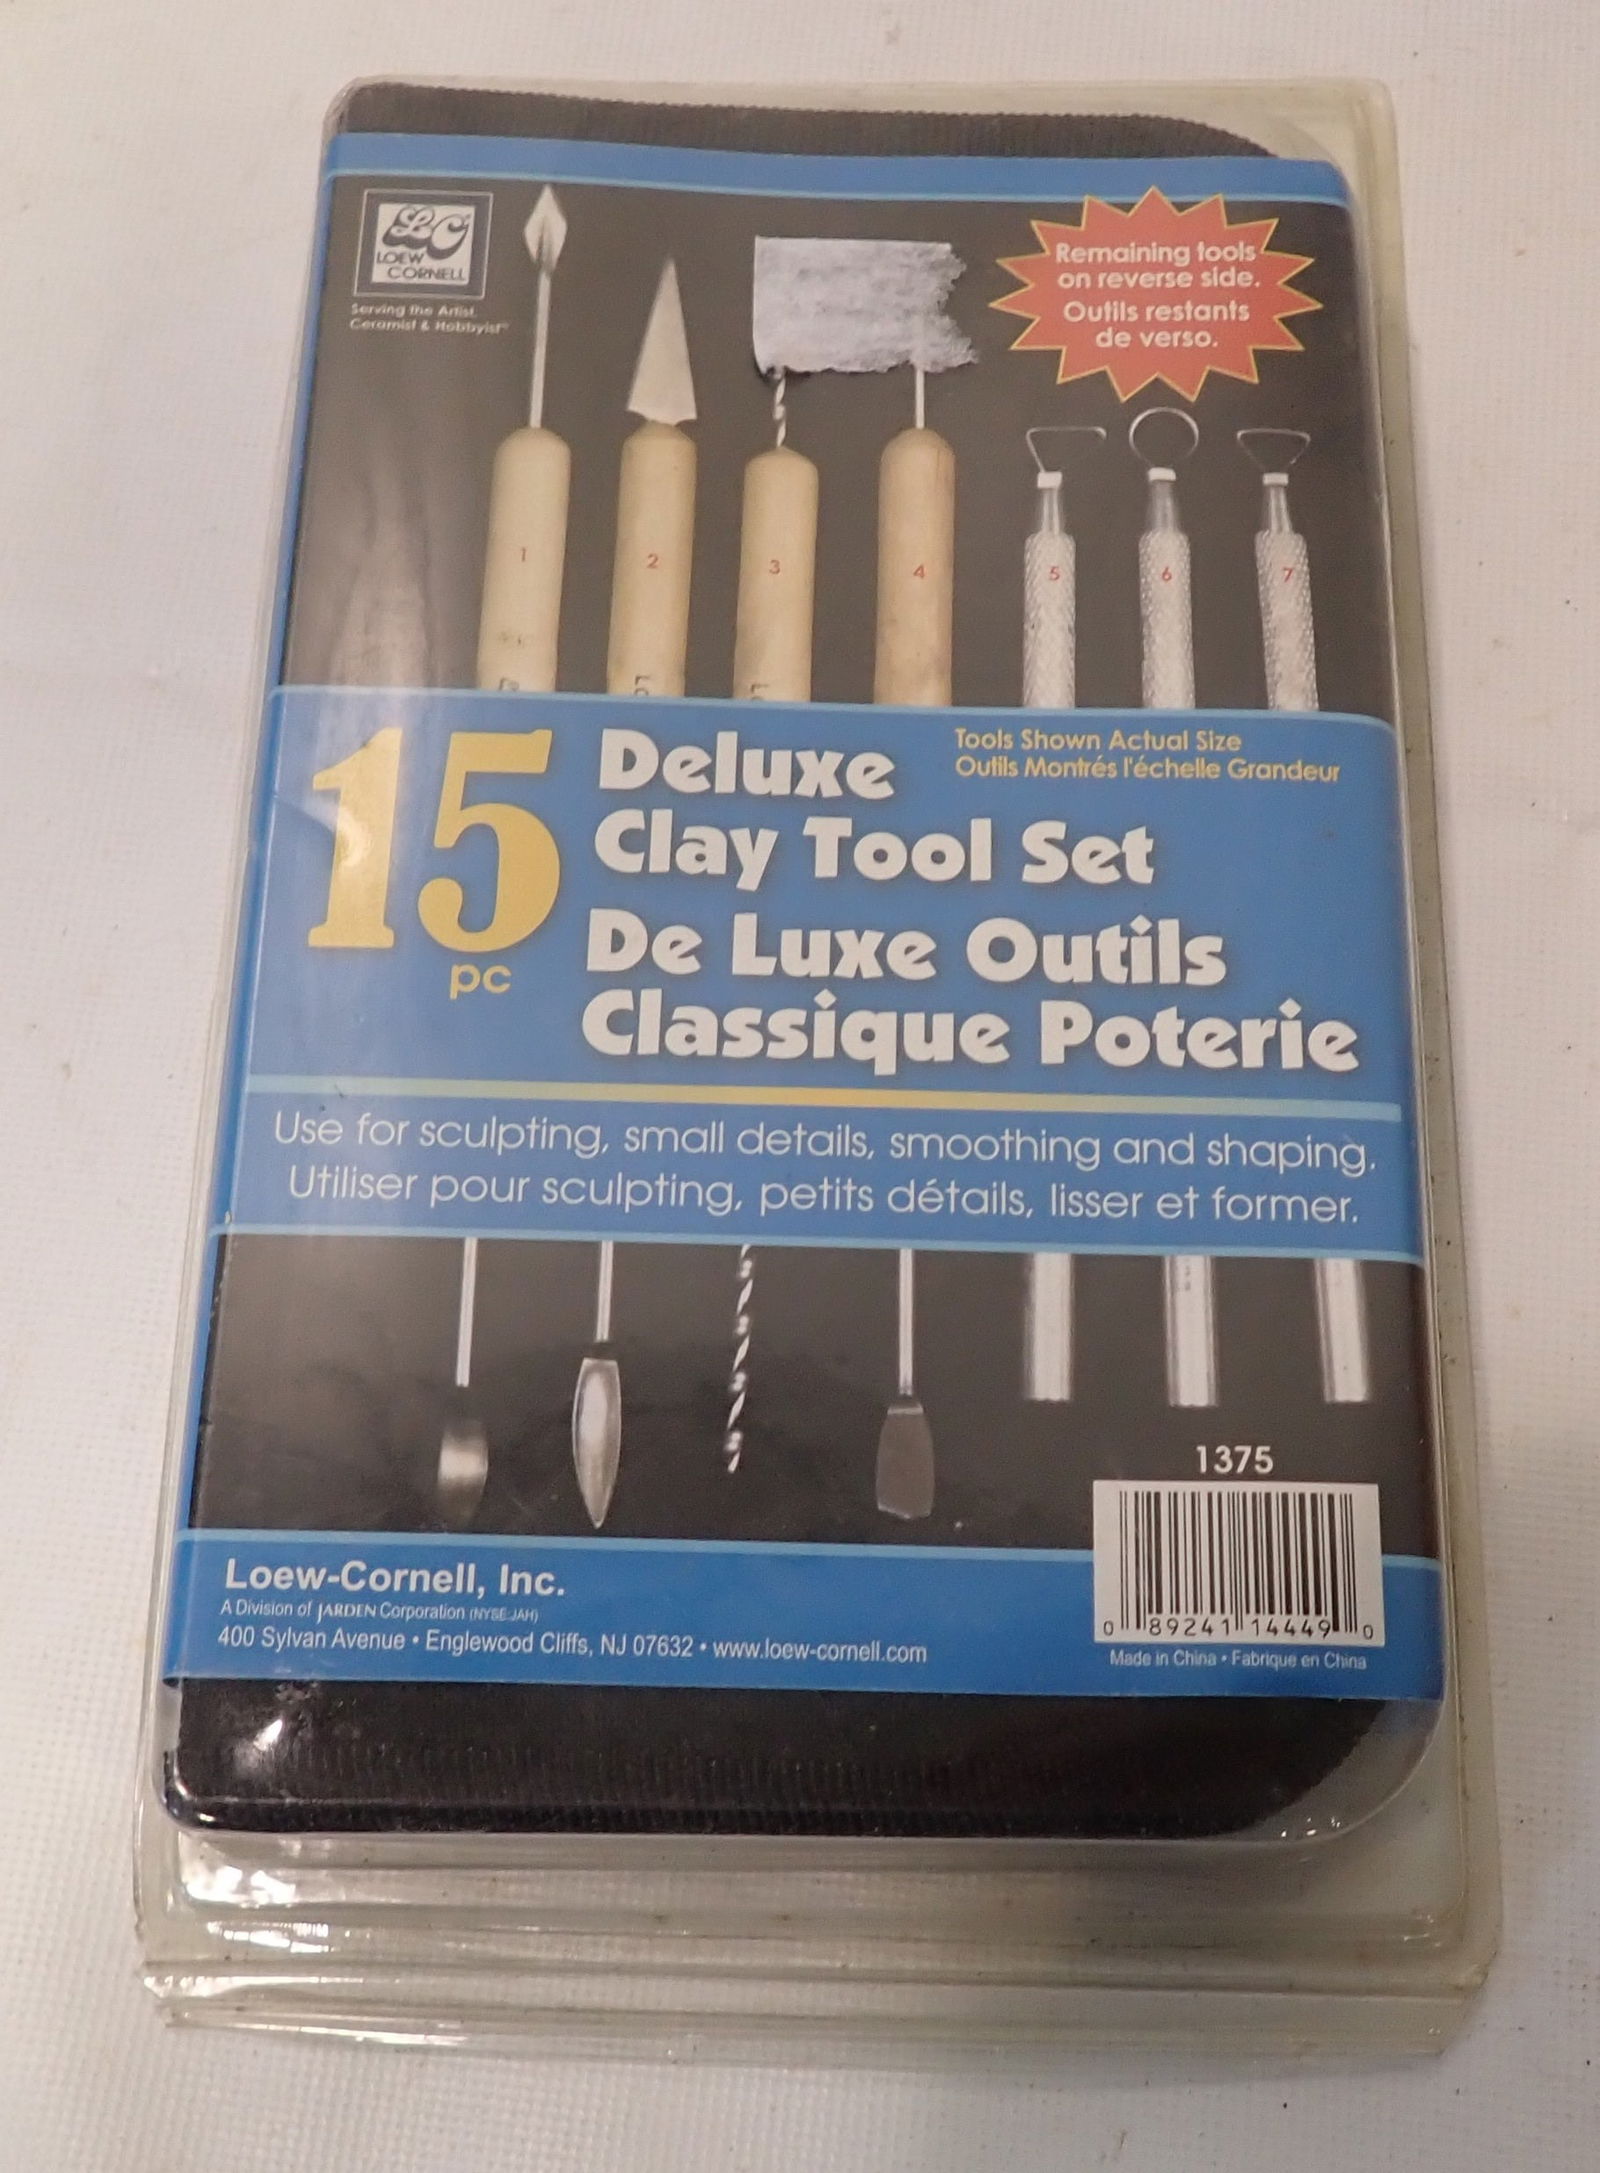 LC
LOEW
CORNELL
Serving the Artist,
Ceramist & Hobbyist
Remaining tools
on reverse side.
Outils restants
de verso.
1
2
3
4
5
6
7
15
pc
Deluxe
Clay Tool Set
Tools Shown Actual Size
Outils Montrés l'échelle Grandeur
De Luxe Outils
Classique Poterie
Use for sculpting, small details, smoothing and shaping.
Utiliser pour sculpting, petits détails, lisser et former.
1375
Loew-Cornell, Inc.
A Division of JARDEN Corporation (NYSE:JAH)
400 Sylvan Avenue • Englewood Cliffs, NJ 07632 • www.loew-cornell.com
0 89241 14449 0
Made in China • Fabrique en China